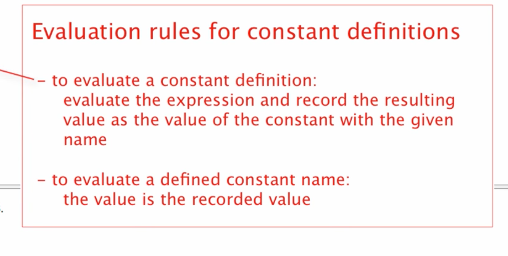 Evaluation rules for constant definitions
– to evaluate a constant definition:
evaluate the expression and record the resulting
value as the value of the constant with the given
name
– to evaluate a defined constant name:
the value is the recorded value